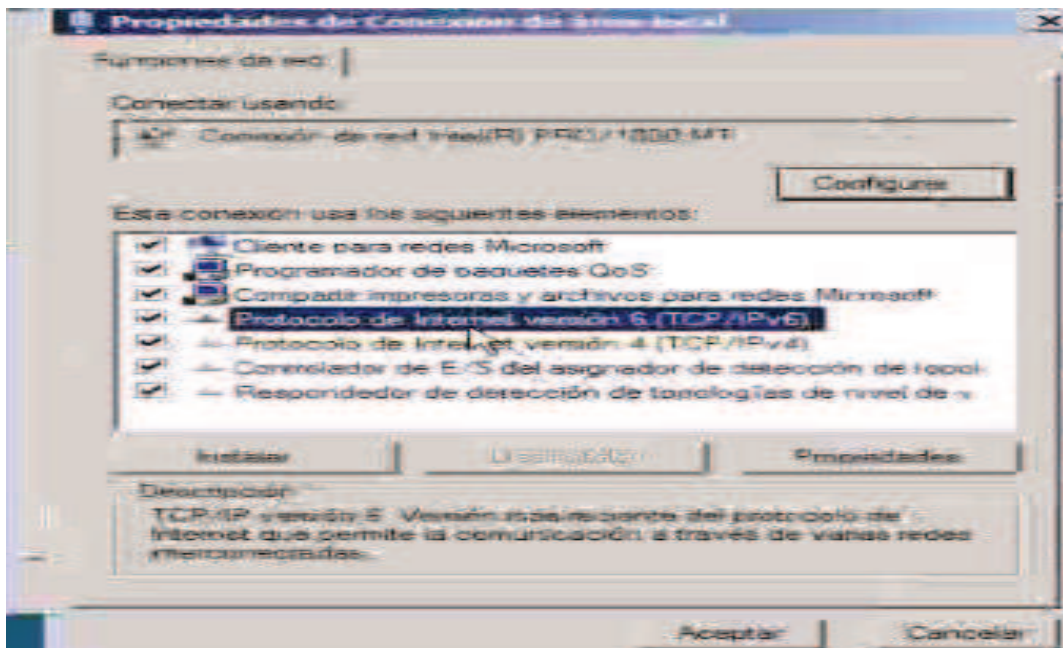 Propiedades de Conexión de área local
Funciones de red
Conectar usando:
Conexión de red Intel(R) PRO/1000 MT
Configurar
Esta conexión usa los siguientes elementos:
Cliente para redes Microsoft
Programador de paquetes QoS
Compartir impresoras y archivos para redes Microsoft
Protocolo de Internet versión 6 (TCP/IPv6)
Protocolo de Internet versión 4 (TCP/IPv4)
Controlador de E/S del asignador de detección de topol
Respondedor de detección de topologías de nivel de v
Instalar
Desinstalar
Propiedades
Descripción
TCP/IP versión 6. Versión más reciente del protocolo de
Internet que permite la comunicación a través de varias redes
interconectadas.
Aceptar
Cancelar